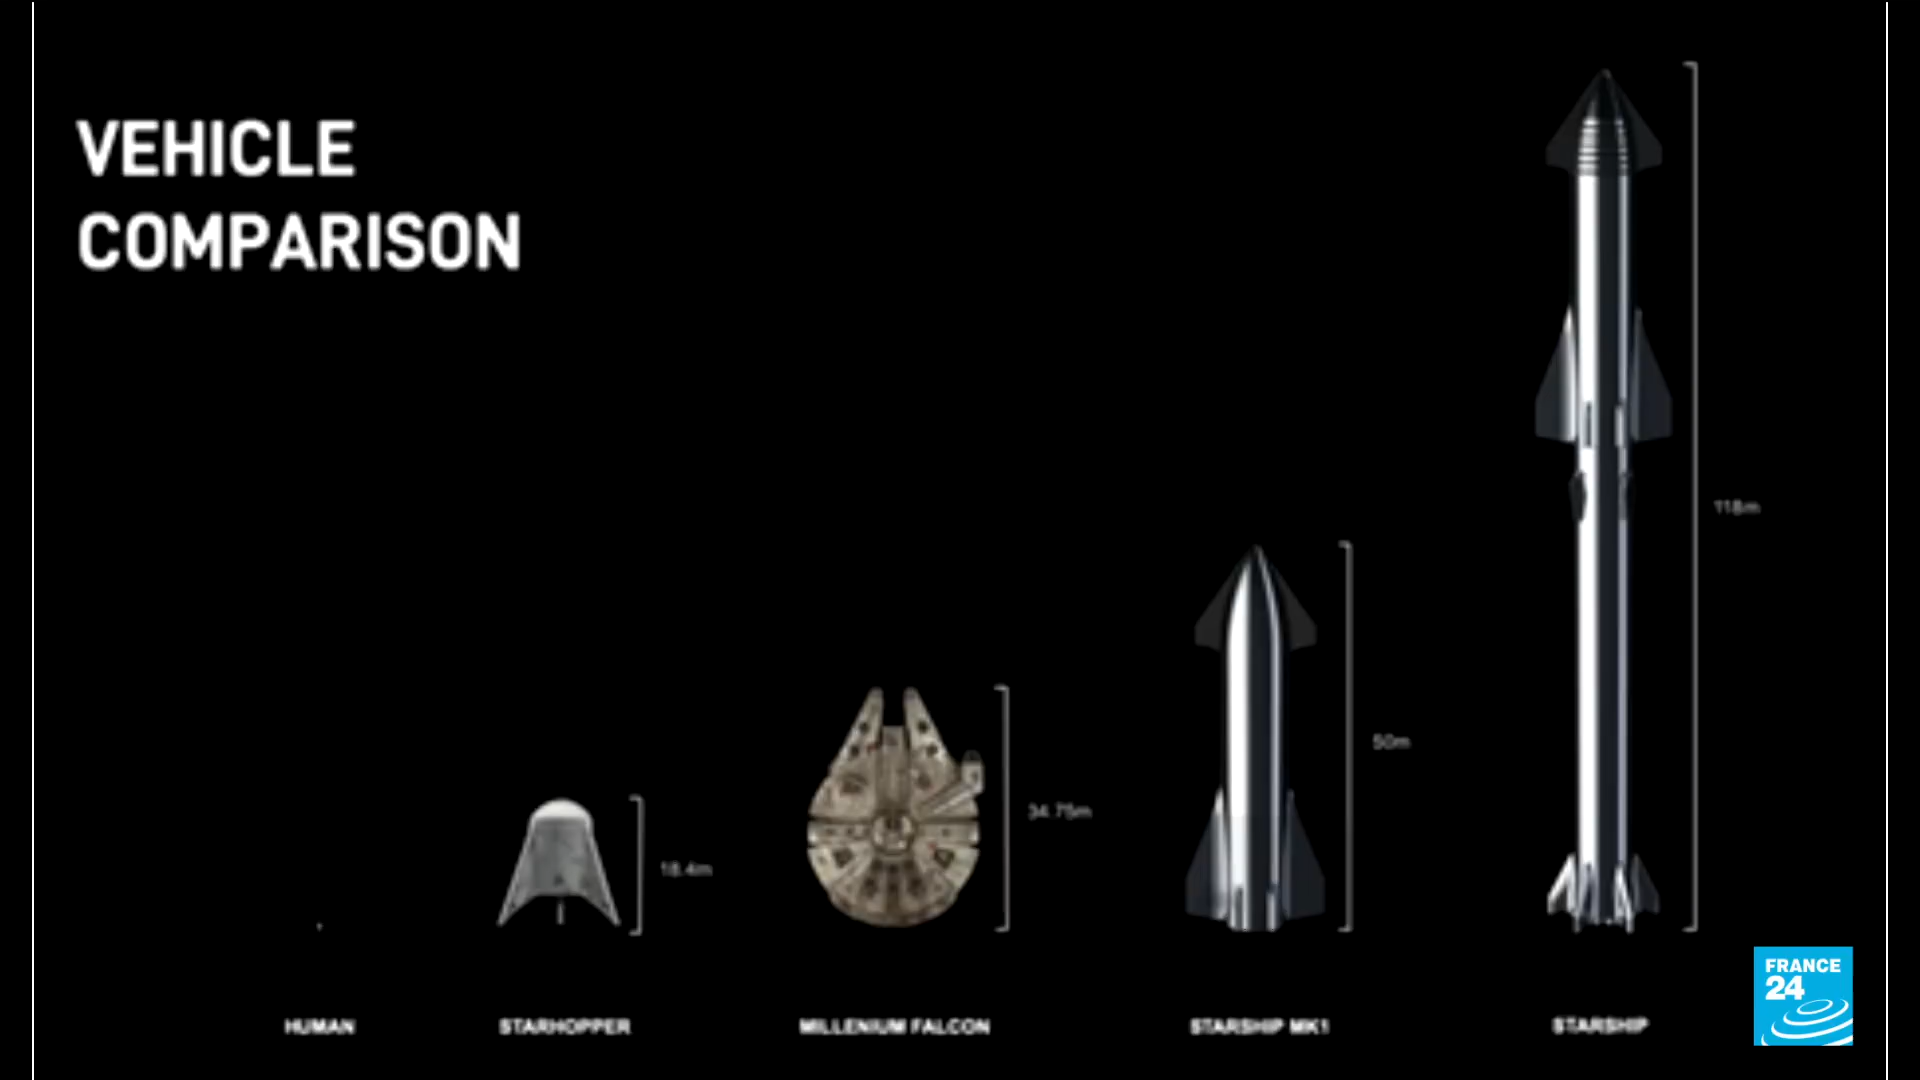 VEHICLE
COMPARISON
118m
50m
34.75m
18.4m
HUMAN
STARHOPPER
MILLENIUM FALCON
STARSHIP MK1
STARSHIP
FRANCE
24